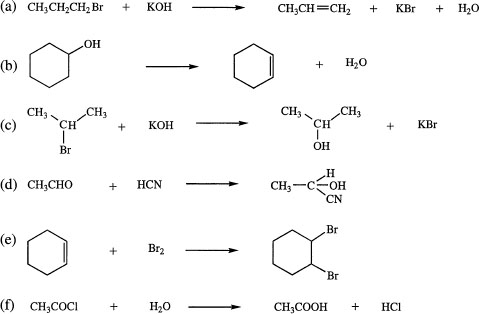 (a) CH3CH2CH2Br + KOH → CH3CH=CH2 + KBr + H2O
OH
(b) → + H2O
CH3 CH3 CH3 CH3
(c) CH + KOH → CH + KBr
Br OH
H
(d) CH3CHO + HCN → CH3—C—OH
CN
Br
(e) + Br2 →
Br
(f) CH3COCl + H2O → CH3COOH + HCl